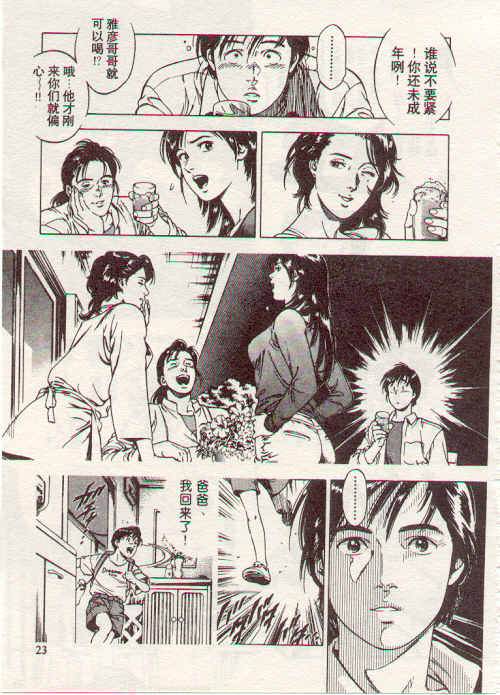 谁说不要紧
！你还未成
年咧！
………
雅彦哥哥就
可以喝!?
哦…他才刚
来你们就偏
心～!!
………
爸爸，
我回来了！
23